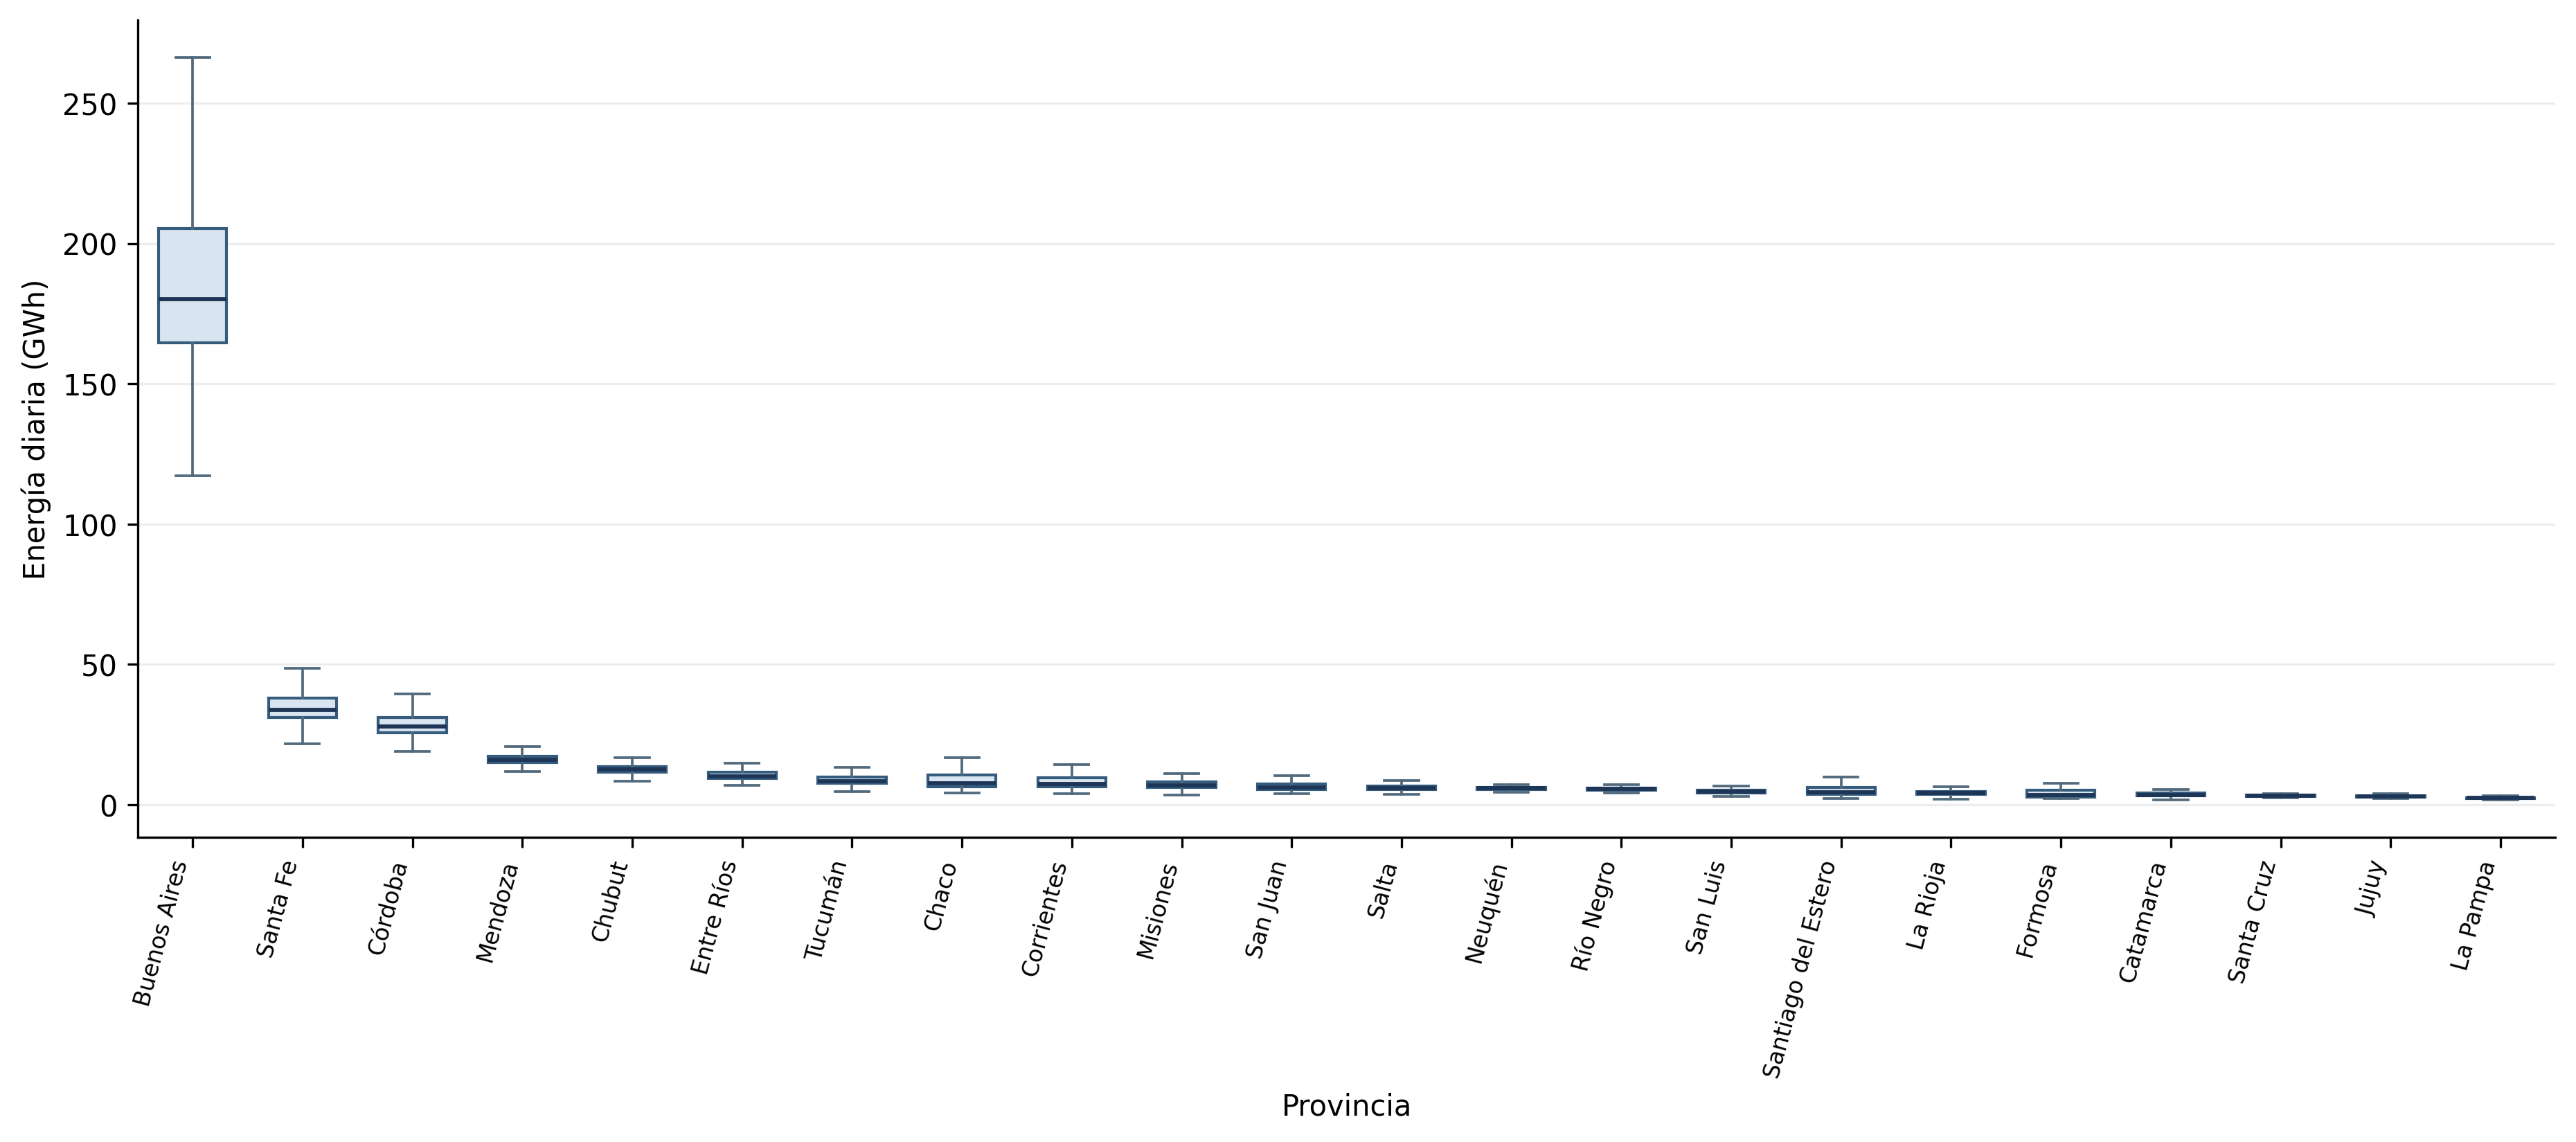 Energía diaria (GWh)
250
200
150
100
50
0
Buenos Aires
Santa Fe
Córdoba
Mendoza
Chubut
Entre Ríos
Tucumán
Chaco
Corrientes
Misiones
San Juan
Salta
Neuquén
Río Negro
San Luis
Santiago del Estero
La Rioja
Formosa
Catamarca
Santa Cruz
Jujuy
La Pampa
Provincia